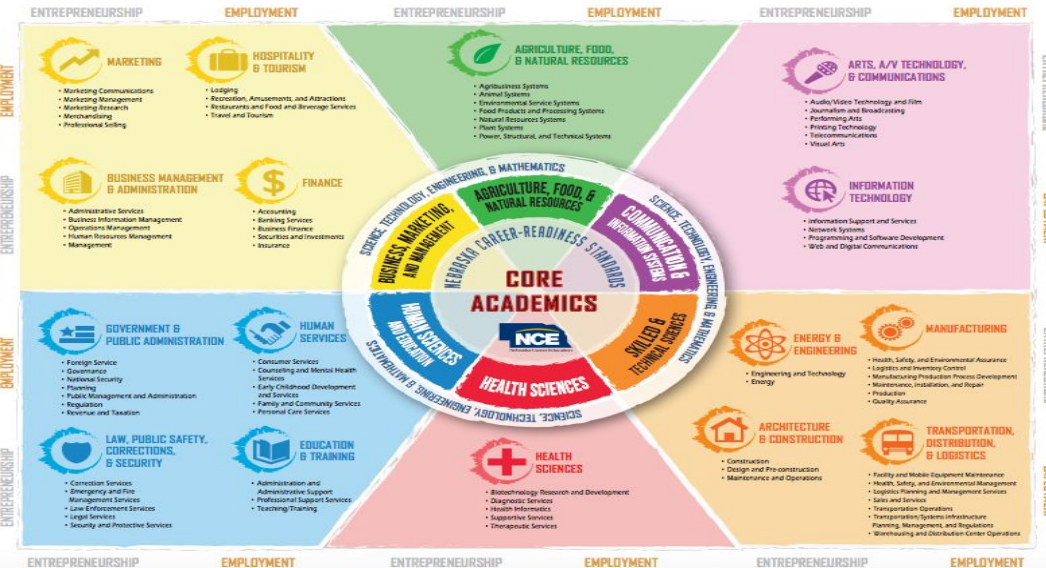 ENTREPRENEURSHIP EMPLOYMENT ENTREPRENEURSHIP EMPLOYMENT ENTREPRENEURSHIP EMPLOYMENT
EMPLOYMENT
ENTREPRENEURSHIP
EMPLOYMENT
ENTREPRENEURSHIP
MARKETING
• Marketing Communications
• Marketing Management
• Marketing Research
• Merchandising
• Professional Selling
HOSPITALITY
& TOURISM
• Lodging
• Recreation, Amusements, and Attractions
• Restaurants and Food and Beverage Services
• Travel and Tourism
BUSINESS MANAGEMENT
& ADMINISTRATION
• Administrative Services
• Business Information Management
• Operations Management
• Human Resources Management
• Management
FINANCE
• Accounting
• Banking Services
• Business Finance
• Securities and Investments
• Insurance
AGRICULTURE, FOOD,
& NATURAL RESOURCES
• Agribusiness Systems
• Animal Systems
• Environmental Service Systems
• Food Products and Processing Systems
• Natural Resources Systems
• Plant Systems
• Power, Structural, and Technical Systems
ARTS, A/V TECHNOLOGY,
& COMMUNICATIONS
• Audio/Video Technology and Film
• Journalism and Broadcasting
• Performing Arts
• Printing Technology
• Telecommunications
• Visual Arts
INFORMATION
TECHNOLOGY
• Information Support and Services
• Network Systems
• Programming and Software Development
• Web and Digital Communications
SCIENCE, TECHNOLOGY, ENGINEERING, & MATHEMATICS
SCIENCE, TECHNOLOGY, ENGINEERING & MATHEMATICS
SCIENCE, TECHNOLOGY, ENGINEERING, & MATHEMATICS
BUSINESS, MARKETING,
AND MANAGEMENT
AGRICULTURE, FOOD, &
NATURAL RESOURCES
COMMUNICATION &
INFORMATION SYSTEMS
SKILLED &
TECHNICAL SCIENCES
HEALTH SCIENCES
HUMAN SCIENCES
AND EDUCATION
NEBRASKA CAREER-READINESS STANDARDS
CORE
ACADEMICS
NCE
GOVERNMENT &
PUBLIC ADMINISTRATION
• Foreign Service
• Governance
• National Security
• Planning
• Public Management and Administration
• Regulation
• Revenue and Taxation
HUMAN
SERVICES
• Consumer Services
• Counseling and Mental Health
Services
• Early Childhood Development
and Services
• Family and Community Services
• Personal Care Services
LAW, PUBLIC SAFETY,
CORRECTIONS,
& SECURITY
• Correction Services
• Emergency and Fire
Management Services
• Law Enforcement Services
• Legal Services
• Security and Protective Services
EDUCATION
& TRAINING
• Administration and
Administrative Support
• Professional Support Services
• Teaching/Training
HEALTH
SCIENCES
• Biotechnology Research and Development
• Diagnostic Services
• Health Informatics
• Supportive Services
• Therapeutic Services
ENERGY &
ENGINEERING
• Engineering and Technology
• Energy
MANUFACTURING
• Health, Safety, and Environmental Assurance
• Logistics and Inventory Control
• Manufacturing Production Process Development
• Maintenance, Installation, and Repair
• Production
• Quality Assurance
ARCHITECTURE
& CONSTRUCTION
• Construction
• Design and Pre-construction
• Maintenance and Operations
TRANSPORTATION,
DISTRIBUTION,
& LOGISTICS
• Facility and Mobile Equipment Maintenance
• Health, Safety, and Environmental Management
• Logistics Planning and Management Services
• Sales and Services
• Transportation Operations
• Transportation/Systems Infrastructure
Planning, Management, and Regulations
• Warehousing and Distribution Center Operations
ENTREPRENEURSHIP EMPLOYMENT ENTREPRENEURSHIP EMPLOYMENT ENTREPRENEURSHIP EMPLOYMENT